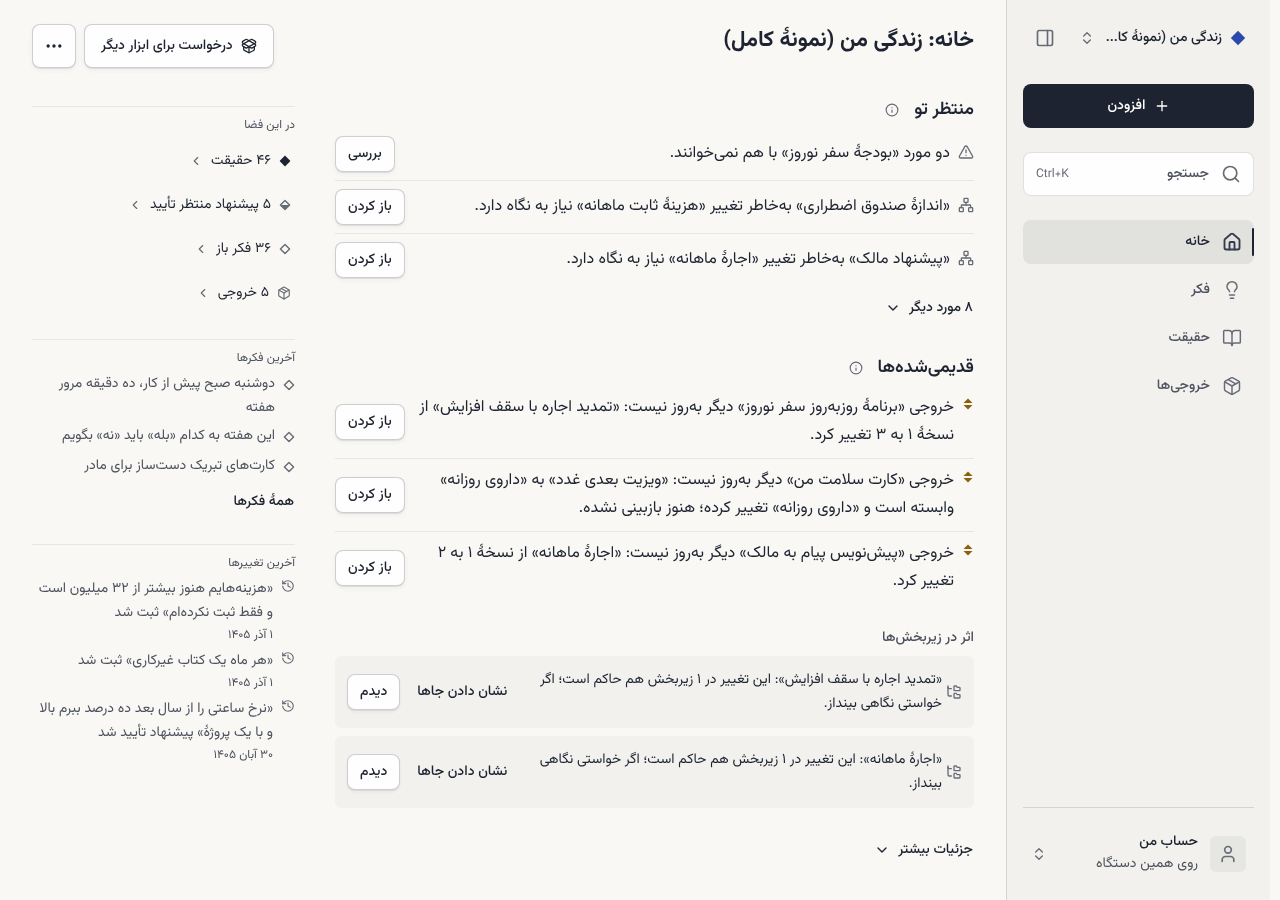 زندگی من (نمونهٔ کا...
افزودن
جستجو
Ctrl+K
خانه
فکر
حقیقت
خروجی‌ها
حساب من
روی همین دستگاه
خانه: زندگی من (نمونهٔ کامل)
درخواست برای ابزار دیگر
منتظر تو
دو مورد «بودجهٔ سفر نوروز» با هم نمی‌خوانند.
بررسی
«اندازهٔ صندوق اضطراری» به‌خاطر تغییر «هزینهٔ ثابت ماهانه» نیاز به نگاه دارد.
باز کردن
«پیشنهاد مالک» به‌خاطر تغییر «اجارهٔ ماهانه» نیاز به نگاه دارد.
باز کردن
۸ مورد دیگر
قدیمی‌شده‌ها
خروجی «برنامهٔ روزبه‌روز سفر نوروز» دیگر به‌روز نیست: «تمدید اجاره با سقف افزایش» از
نسخهٔ ۱ به ۳ تغییر کرد.
باز کردن
خروجی «کارت سلامت من» دیگر به‌روز نیست: «ویزیت بعدی غدد» به «داروی روزانه»
وابسته است و «داروی روزانه» تغییر کرده؛ هنوز بازبینی نشده.
باز کردن
خروجی «پیش‌نویس پیام به مالک» دیگر به‌روز نیست: «اجارهٔ ماهانه» از نسخهٔ ۱ به ۲
تغییر کرد.
باز کردن
اثر در زیربخش‌ها
«تمدید اجاره با سقف افزایش»: این تغییر در ۱ زیربخش هم حاکم است؛ اگر
خواستی نگاهی بینداز.
نشان دادن جاها
دیدم
«اجارهٔ ماهانه»: این تغییر در ۱ زیربخش هم حاکم است؛ اگر خواستی نگاهی
بینداز.
نشان دادن جاها
دیدم
جزئیات بیشتر
در این فضا
۴۶ حقیقت
۵ پیشنهاد منتظر تأیید
۳۶ فکر باز
۵ خروجی
آخرین فکرها
دوشنبه صبح پیش از کار، ده دقیقه مرور
هفته
این هفته به کدام «بله» باید «نه» بگویم
کارت‌های تبریک دست‌ساز برای مادر
همهٔ فکرها
آخرین تغییرها
«هزینه‌هایم هنوز بیشتر از ۳۲ میلیون است
و فقط ثبت نکرده‌ام» ثبت شد
۱ آذر ۱۴۰۵
«هر ماه یک کتاب غیرکاری» ثبت شد
۱ آذر ۱۴۰۵
«نرخ ساعتی را از سال بعد ده درصد ببرم بالا
و با یک پروژهٔ» پیشنهاد تأیید شد
۳۰ آبان ۱۴۰۵